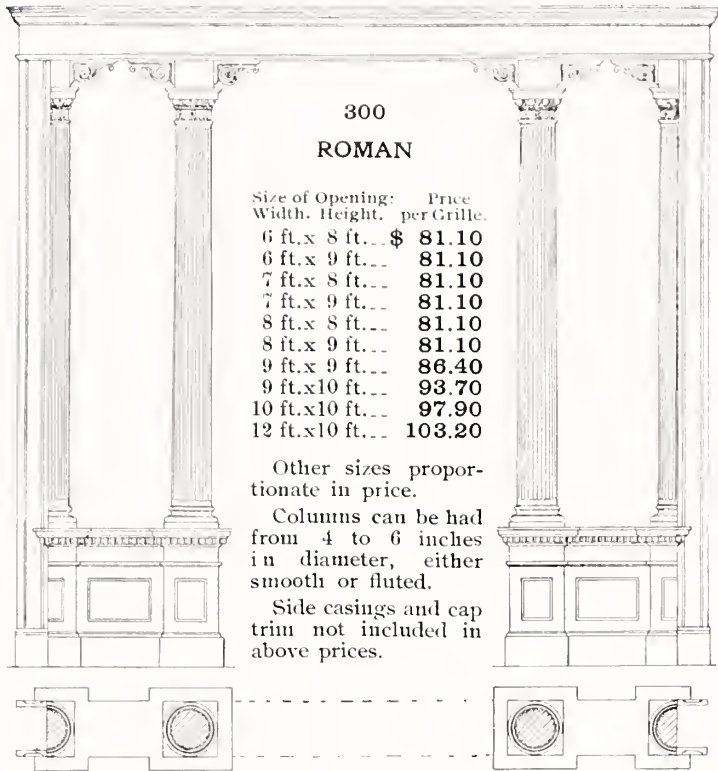 300
ROMAN
Size of Opening: Price
Width. Height. per Grille.
6 ft.x 8 ft... $ 81.10
6 ft.x 9 ft... 81.10
7 ft.x 8 ft... 81.10
7 ft.x 9 ft... 81.10
8 ft.x 8 ft... 81.10
8 ft.x 9 ft... 81.10
9 ft.x 9 ft... 86.40
9 ft.x10 ft... 93.70
10 ft.x10 ft... 97.90
12 ft.x10 ft... 103.20
Other sizes propor-
tionate in price.
Columns can be had
from 4 to 6 inches
in diameter, either
smooth or fluted.
Side casings and cap
trim not included in
above prices.